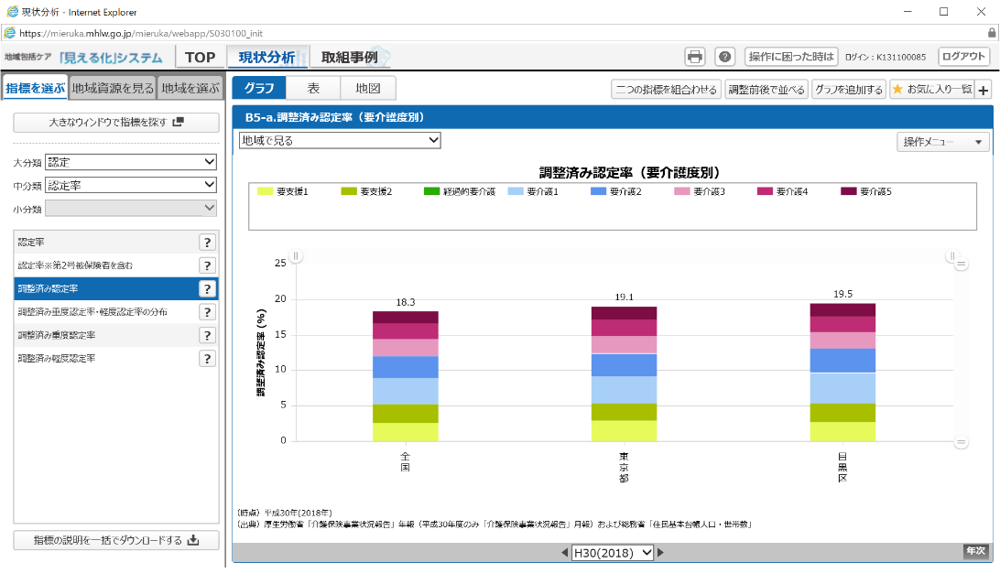 現状分析 - Internet Explorer
https://mieruka.mhlw.go.jp/mieruka/webapp/S030100_init
地域包括ケア 「見える化」システム TOP 現状分析 取組事例 ? 操作に困った時は ログイン：K131100085 ログアウト
指標を選ぶ 地域資源を見る 地域を選ぶ グラフ 表 地図 二つの指標を組合わせる 調整前後で並べる グラフを追加する お気に入り一覧 +
大きなウィンドウで指標を探す
大分類 認定
中分類 認定率
小分類
認定率 ?
認定率※第2号被保険者を含む ?
調整済み認定率 ?
調整済み重度認定率・軽度認定率の分布 ?
調整済み重度認定率 ?
調整済み軽度認定率 ?
指標の説明を一括でダウンロードする
B5-a.調整済み認定率（要介護度別）
地域で見る 操作メニュー
調整済み認定率（要介護度別）
要支援1 要支援2 経過的要介護 要介護1 要介護2 要介護3 要介護4 要介護5
調整済み認定率（%）
25
20
15
10
5
0
18.3 19.1 19.5
全国 東京都 目黒区
（時点）平成30年(2018年)
（出典）厚生労働省「介護保険事業状況報告」年報（平成30年度のみ「介護保険事業状況報告」月報）および総務省「住民基本台帳人口・世帯数」
H30(2018) 年次